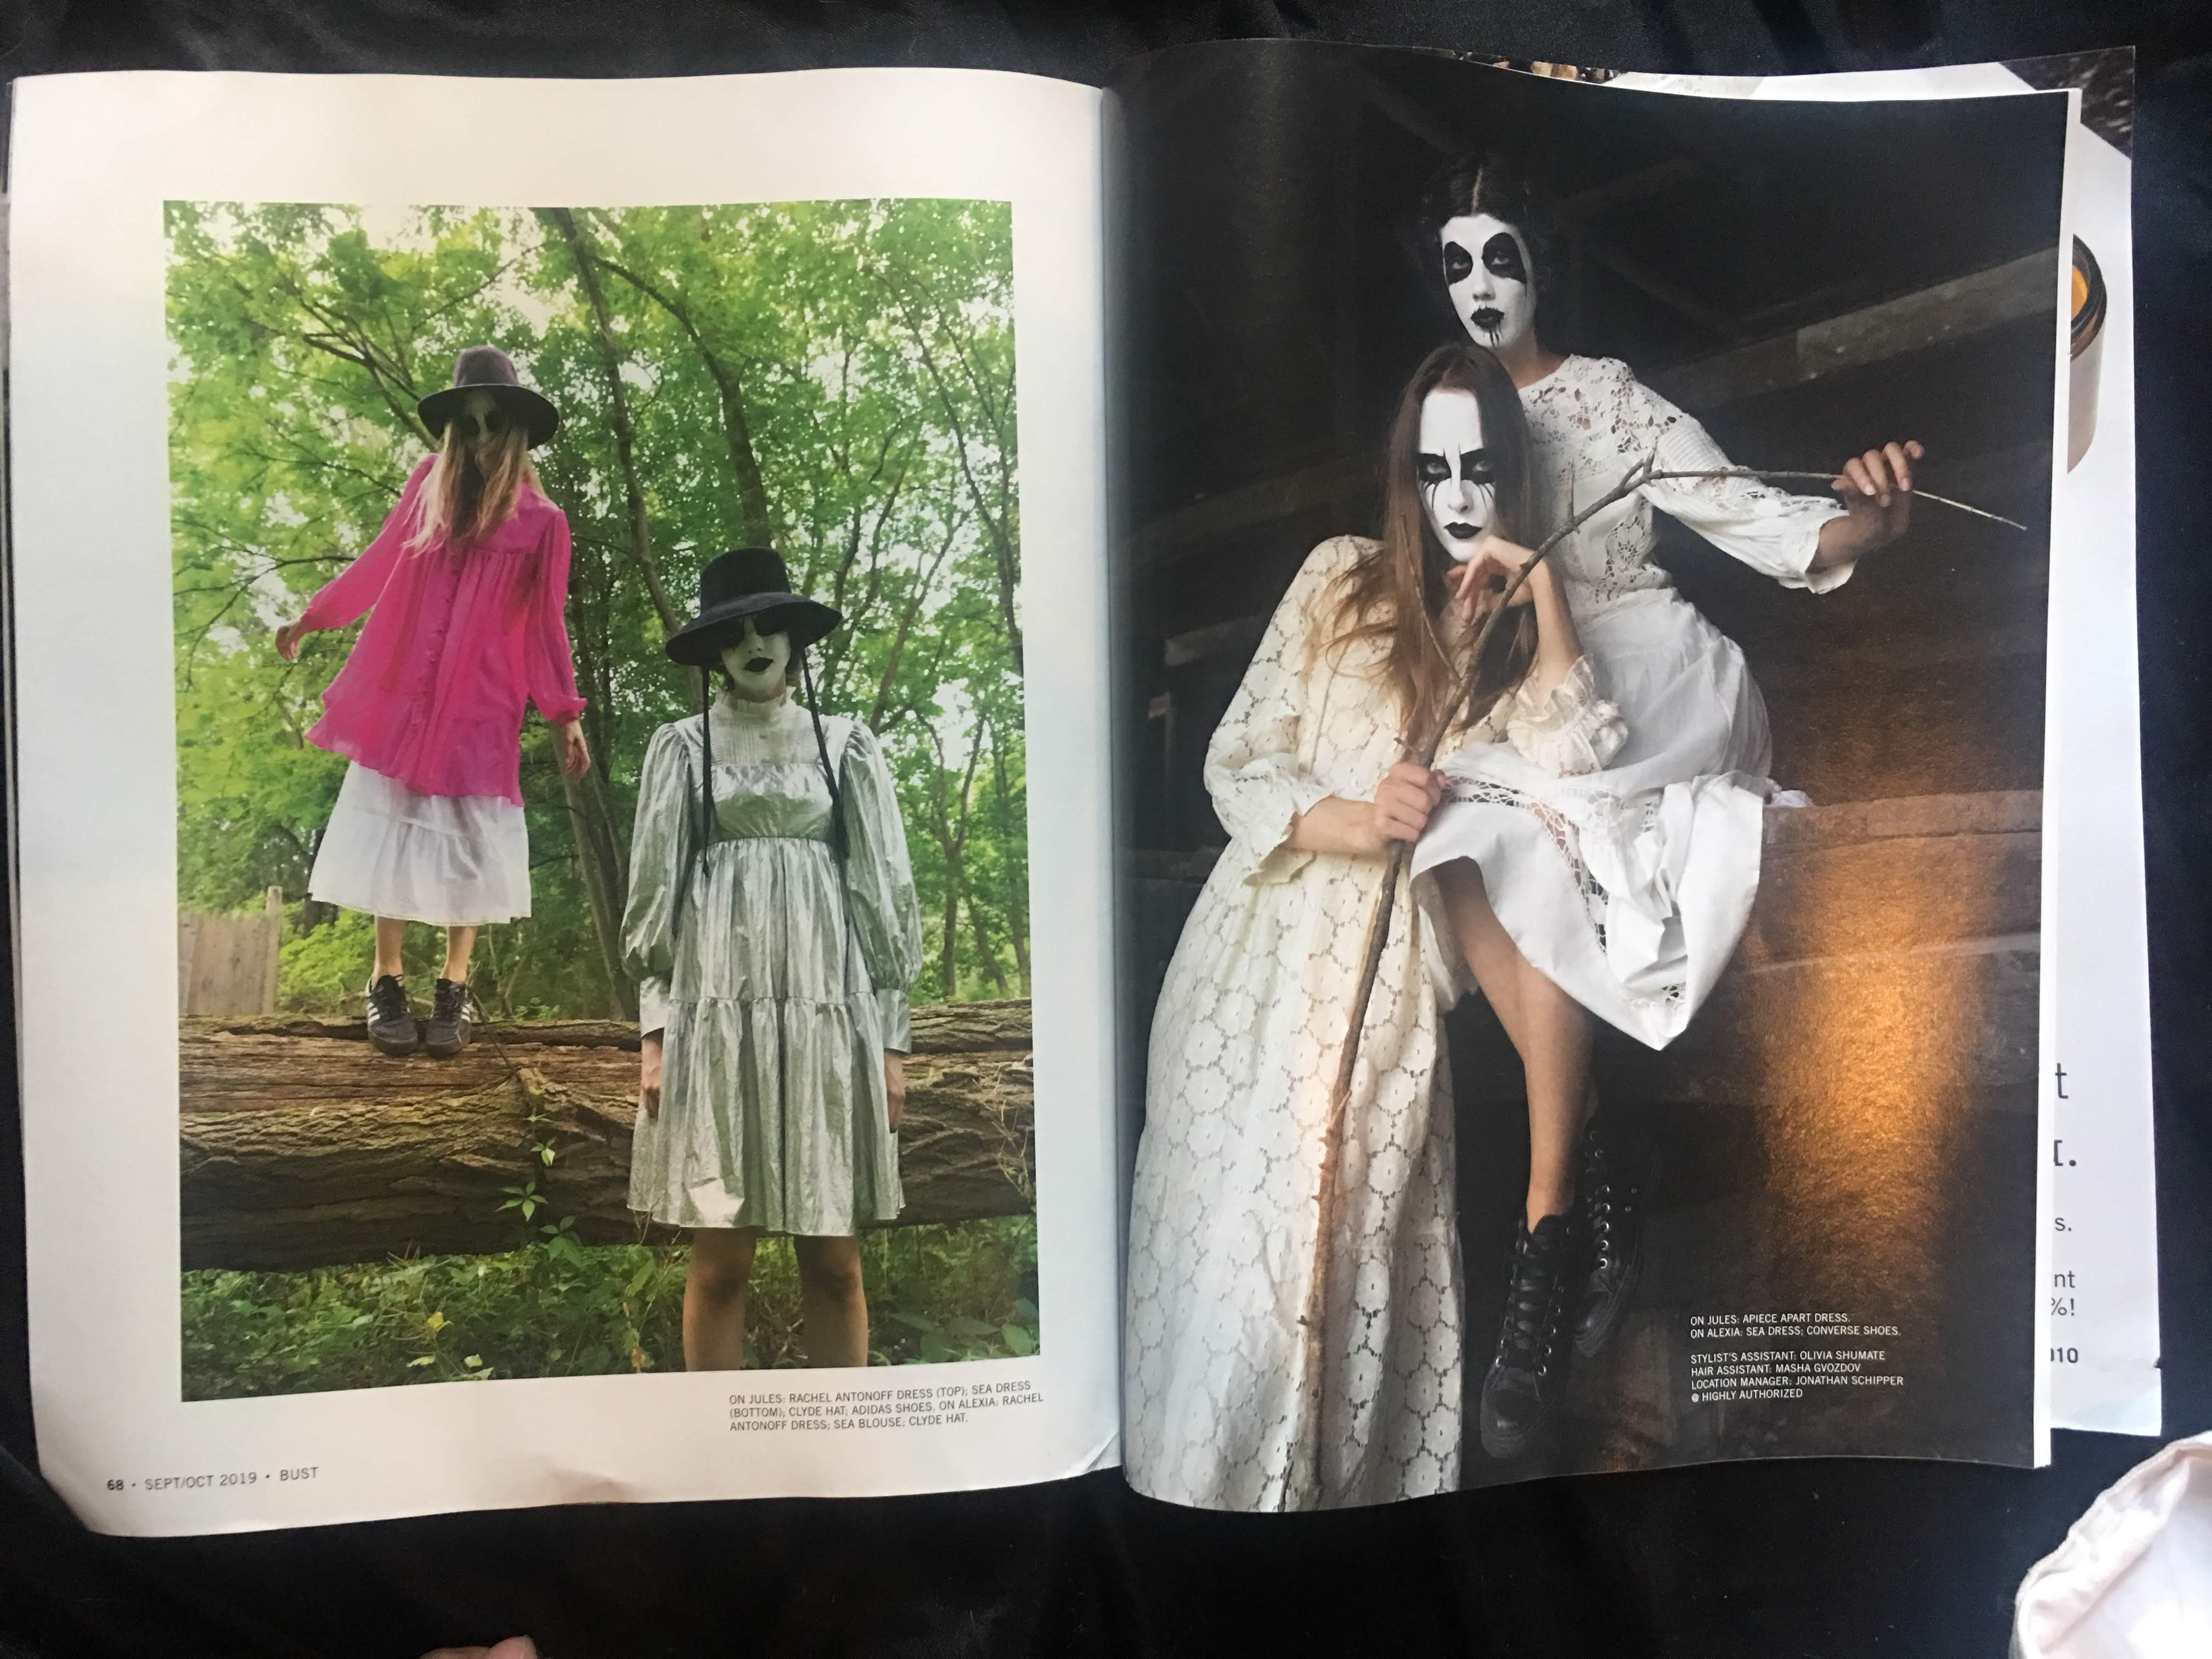 ON JULES: RACHEL ANTONOFF DRESS (TOP); SEA DRESS
(BOTTOM); CLYDE HAT; ADIDAS SHOES. ON ALEXIA: RACHEL
ANTONOFF DRESS; SEA BLOUSE; CLYDE HAT.
68 • SEPT/OCT 2019 • BUST
ON JULES: APIECE APART DRESS.
ON ALEXIA: SEA DRESS; CONVERSE SHOES.
STYLIST'S ASSISTANT: OLIVIA SHUMATE
HAIR ASSISTANT: MASHA GVOZDOV
LOCATION MANAGER: JONATHAN SCHIPPER
@ HIGHLY AUTHORIZED